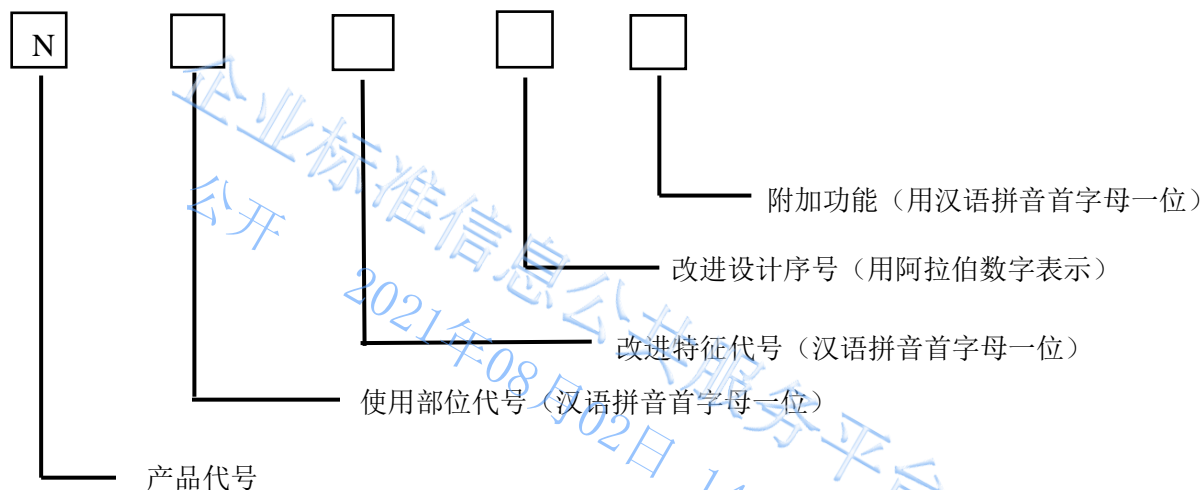 N
附加功能（用汉语拼音首字母一位）
改进设计序号（用阿拉伯数字表示）
改进特征代号（汉语拼音首字母一位）
使用部位代号（汉语拼音首字母一位）
产品代号
企业标准信息公共服务平台
公开
2021年08月02日 14